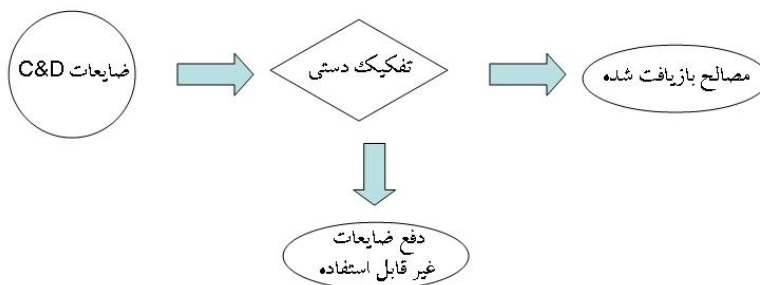 ضایعات C&D
تفکیک دستی
مصالح بازیافت شده
دفع ضایعات
غیر قابل استفاده